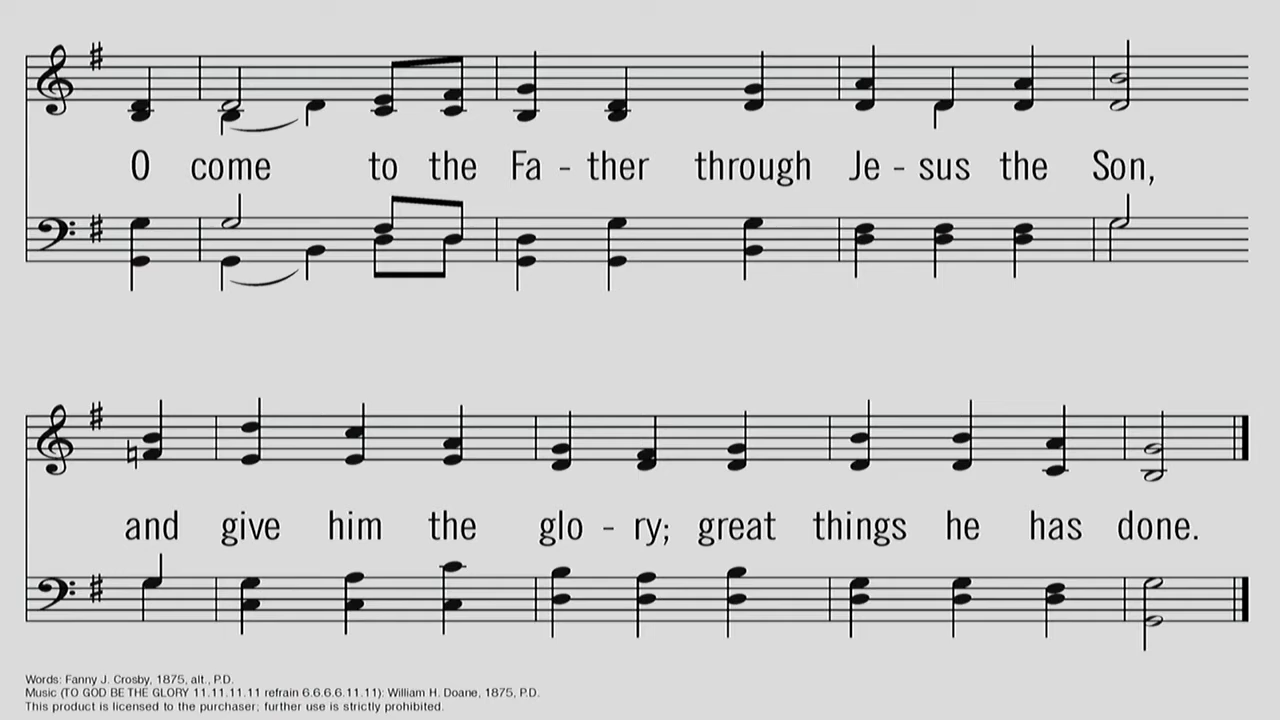 O come to the Fa - ther through Je - sus the Son,
and give him the glo - ry; great things he has done.
Words: Fanny J. Crosby, 1875, alt., P.D.
Music (TO GOD BE THE GLORY 11.11.11.11 refrain 6.6.6.6.11.11): William H. Doane, 1875, P.D.
This product is licensed to the purchaser; further use is strictly prohibited.